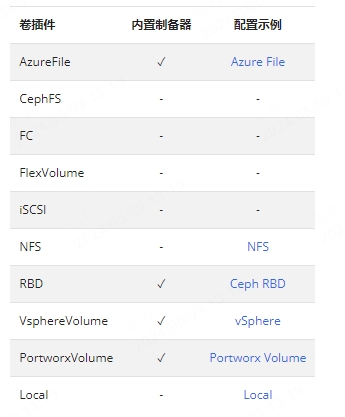 卷插件 内置制备器 配置示例
AzureFile ✓ Azure File
CephFS - -
FC - -
FlexVolume - -
iSCSI - -
NFS - NFS
RBD ✓ Ceph RBD
VsphereVolume ✓ vSphere
PortworxVolume ✓ Portworx Volume
Local - Local